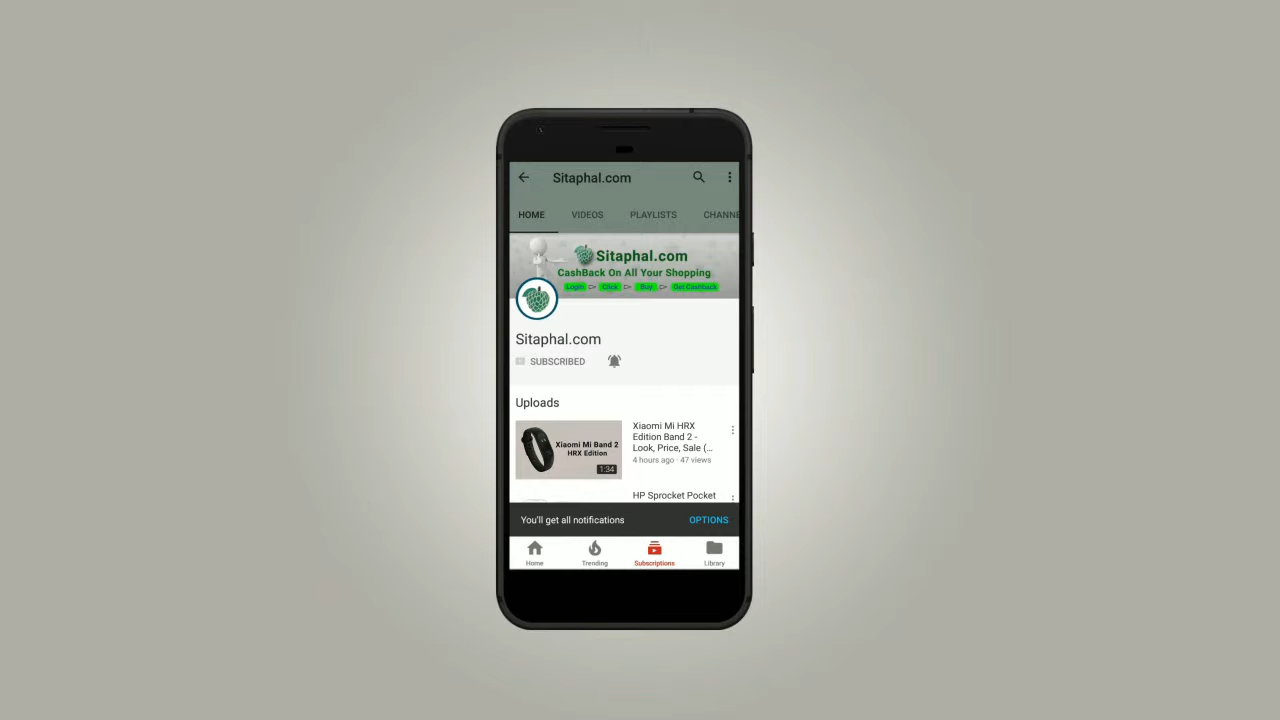 Sitaphal.com
HOME VIDEOS PLAYLISTS CHANNE
Sitaphal.com
CashBack On All Your Shopping
Login Click Buy Get Cashback
Sitaphal.com
SUBSCRIBED
Uploads
Xiaomi Mi Band 2
HRX Edition
1:34
Xiaomi Mi HRX
Edition Band 2 -
Look, Price, Sale (...
4 hours ago · 47 views
HP Sprocket Pocket
You'll get all notifications OPTIONS
Home Trending Subscriptions Library